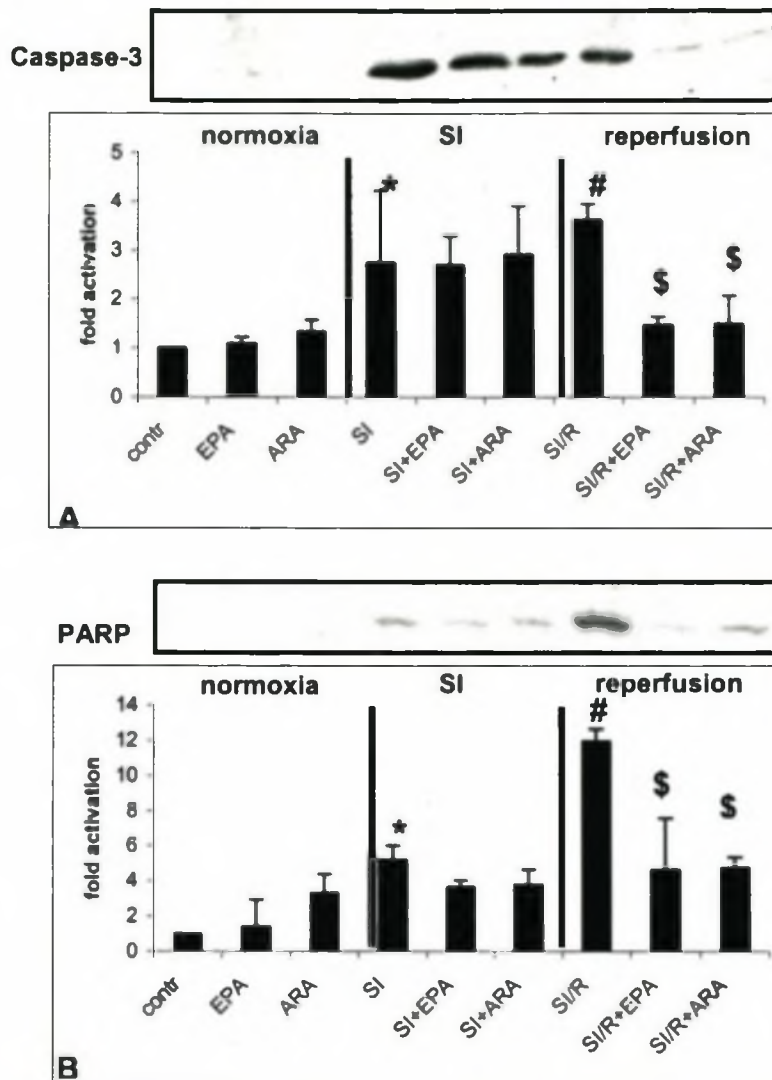 Caspase-3
normoxia SI reperfusion
5
4
3
2
1
0
fold activation
* # $ $
contr EPA ARA SI SI+EPA SI+ARA SI/R SI/R+EPA SI/R+ARA
A
PARP
normoxia SI reperfusion
14
12
10
8
6
4
2
0
fold activation
* # $ $
contr EPA ARA SI SI+EPA SI+ARA SI/R SI/R+EPA SI/R+ARA
B